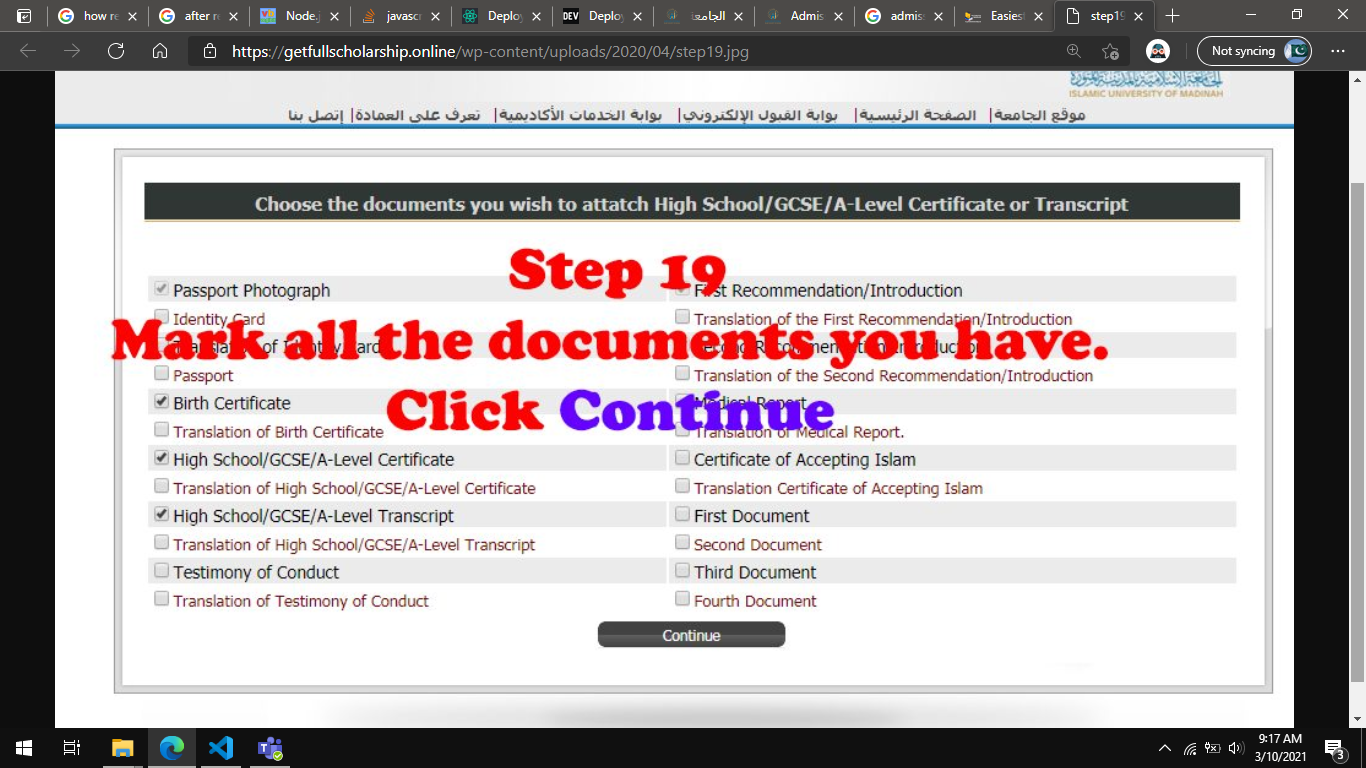 how re
after re
Node.j
javascr
Deploy
DEV Deploy
الجامعـ
Admis
admiss
Easiest
step19
https://getfullscholarship.online/wp-content/uploads/2020/04/step19.jpg
Not syncing
ISLAMIC UNIVERSITY OF MADINAH
موقع الجامعة| الصفحة الرئيسية| بوابة القبول الإلكتروني| بوابة الخدمات الأكاديمية| تعرف على العمادة| إتصل بنا
Choose the documents you wish to attatch High School/GCSE/A-Level Certificate or Transcript
Step 19
Mark all the documents you have.
Click Continue
Passport Photograph
Identity Card
Translation of Identity Card
Passport
Birth Certificate
Translation of Birth Certificate
High School/GCSE/A-Level Certificate
Translation of High School/GCSE/A-Level Certificate
High School/GCSE/A-Level Transcript
Translation of High School/GCSE/A-Level Transcript
Testimony of Conduct
Translation of Testimony of Conduct
First Recommendation/Introduction
Translation of the First Recommendation/Introduction
Second Recommendation/Introduction
Translation of the Second Recommendation/Introduction
Medical Report
Translation of Medical Report.
Certificate of Accepting Islam
Translation Certificate of Accepting Islam
First Document
Second Document
Third Document
Fourth Document
Continue
9:17 AM
3/10/2021
3